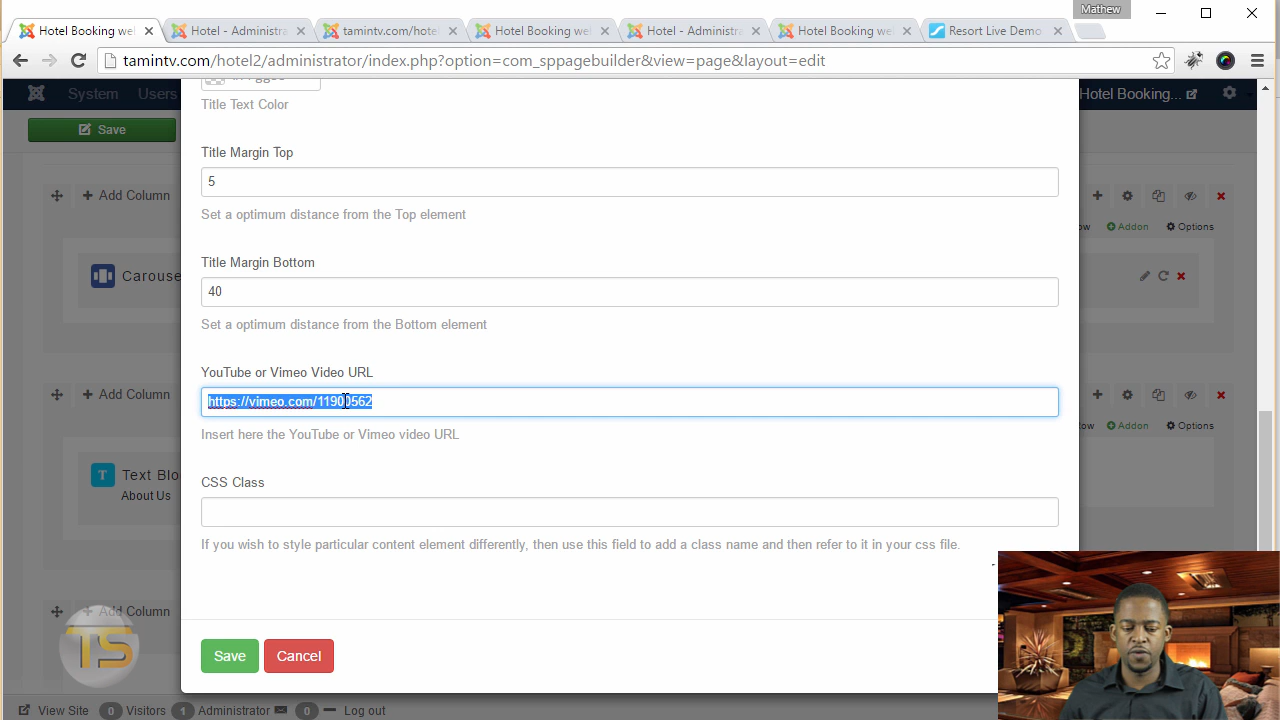 Mathew
Hotel Booking wel
Hotel - Administra
tamintv.com/hote
Hotel Booking wel
Hotel - Administra
Hotel Booking wel
Resort Live Demo
tamintv.com/hotel2/administrator/index.php?option=com_sppagebuilder&view=page&layout=edit
System
Users
Hotel Booking...
Save
Title Text Color
Title Margin Top
5
Set a optimum distance from the Top element
Add Column
Addon
Options
Title Margin Bottom
40
Set a optimum distance from the Bottom element
Carouse
YouTube or Vimeo Video URL
https://vimeo.com/11900562
Insert here the YouTube or Vimeo video URL
Add Column
Addon
Options
Text Blo
About Us
CSS Class
If you wish to style particular content element differently, then use this field to add a class name and then refer to it in your css file.
Add Column
TS
Save
Cancel
View Site
0
Visitors
1
Administrator
0
Log out